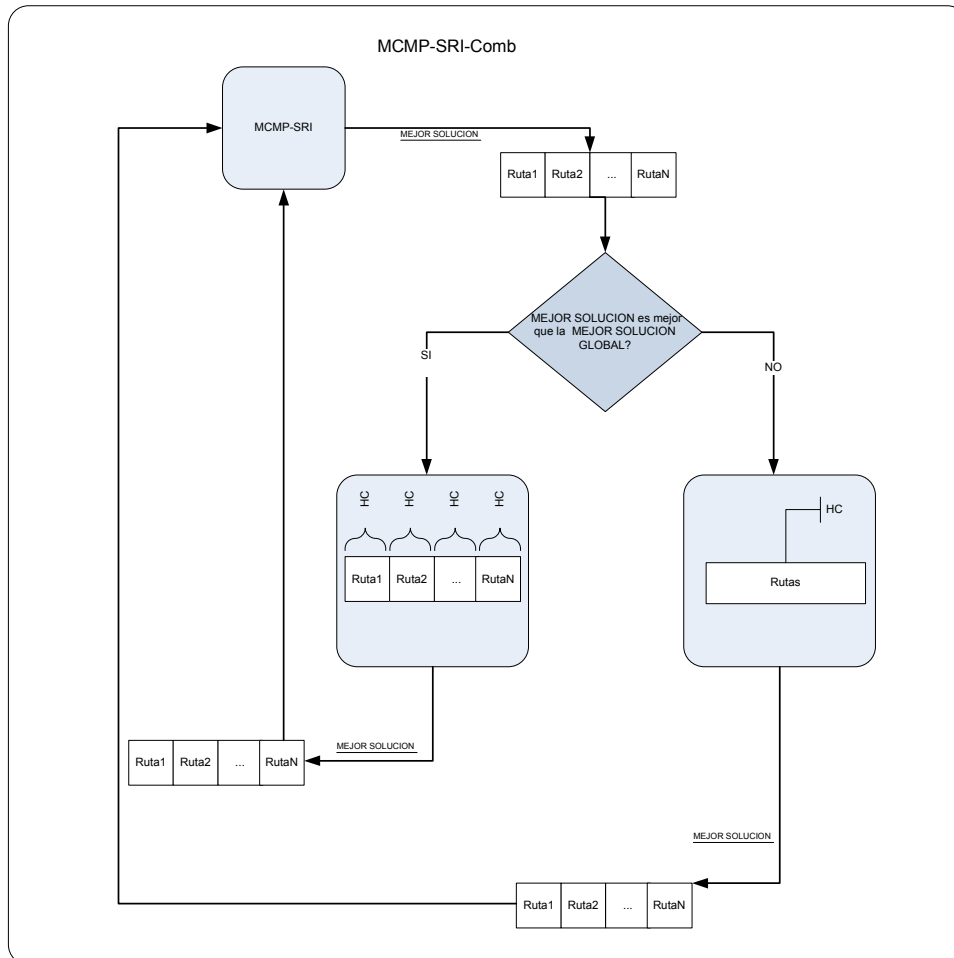 MCMP-SRI-Comb
MCMP-SRI
MEJOR SOLUCION
Ruta1 Ruta2 ... RutaN
MEJOR SOLUCION es mejor
que la MEJOR SOLUCION
GLOBAL?
SI
NO
HC HC HC HC
Ruta1 Ruta2 ... RutaN
HC
Rutas
MEJOR SOLUCION
Ruta1 Ruta2 ... RutaN
MEJOR SOLUCION
Ruta1 Ruta2 ... RutaN